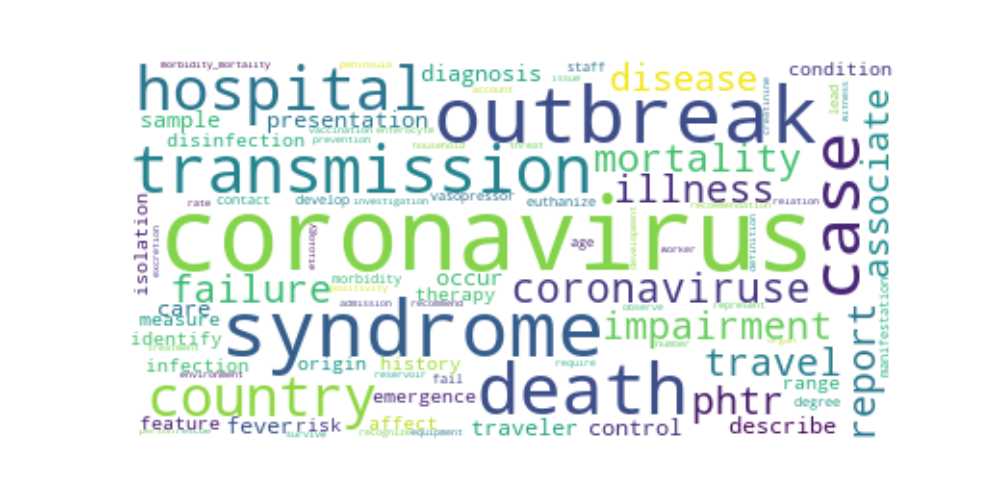 morbidity_mortality peninsula staff condition
hospital diagnosis issue disease
account
sample presentation outbreak creatinine lead witness
disinfection vaccination enterocyte
prevention
household threat
transmission mortality case associate
illness
rate contact develop investigation vasopressor euthanize recommendation relation
isolation excretion coronavirus
etiology age development worker definition
morbidity occur
failure positivity therapy coronaviruse
care admission recommend observe represent
measure syndrome impairment report manifestation
identify treatment number organ
infection origin history require travel
environment reservoir fail range
country emergence death phtr degree
feature fever risk affect traveler control describe
survive recognize equipment